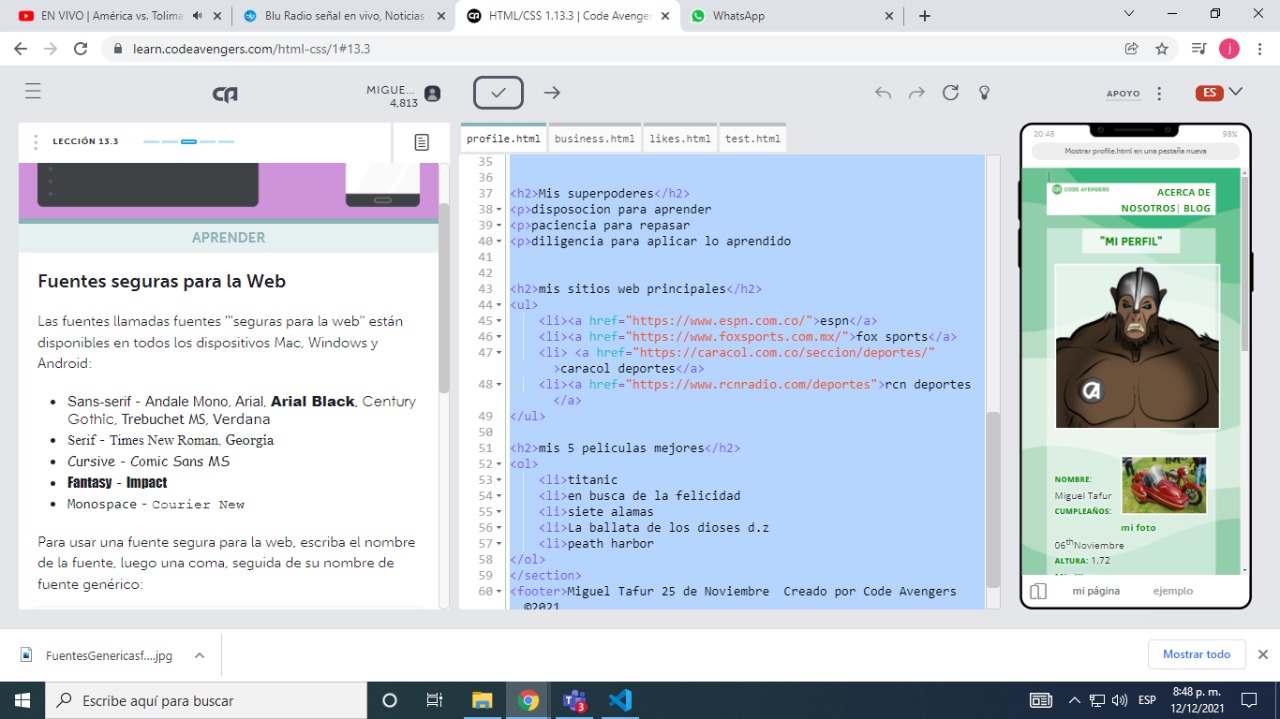 EN VIVO | América vs. Tolima
Blu Radio señal en vivo, Noticias
HTML/CSS 1.13.3 | Code Avenger
WhatsApp
learn.codeavengers.com/html-css/1#13.3
j
MIGUE...
4,813
APOYO
ES
LECCIÓN 13.3
APRENDER
Fuentes seguras para la Web
Las fuentes llamadas fuentes '"seguras para la web" están
disponibles en todos los dispositivos Mac, Windows y
Android:
Sans-serif - Andale Mono, Arial, Arial Black, Century
Gothic, Trebuchet MS, Verdana
Serif - Times New Roman, Georgia
Cursive - Comic Sans MS
Fantasy - Impact
Monospace - Courier New
Para usar una fuente segura para la web, escriba el nombre
de la fuente, luego una coma, seguida de su nombre de
fuente genérico:
profile.html business.html likes.html test.html
35
36
37 <h2>Mis superpoderes</h2>
38 <p>disposocion para aprender
39 <p>paciencia para repasar
40 <p>diligencia para aplicar lo aprendido
41
42
43 <h2>mis sitios web principales</h2>
44 <ul>
45 <li><a href="https://www.espn.com.co/">espn</a>
46 <li><a href="https://www.foxsports.com.mx/">fox sports</a>
47 <li> <a href="https://caracol.com.co/seccion/deportes/"
>caracol deportes</a>
48 <li><a href="https://www.rcnradio.com/deportes">rcn deportes
</a>
49 </ul>
50
51 <h2>mis 5 peliculas mejores</h2>
52 <ol>
53 <li>titanic
54 <li>en busca de la felicidad
55 <li>siete alamas
56 <li>La ballata de los dioses d.z
57 <li>peath harbor
58 </ol>
59 </section>
60 <footer>Miguel Tafur 25 de Noviembre  Creado por Code Avengers
©2021
20:48 98%
Mostrar profile.html en una pestaña nueva
CODE AVENGERS
ACERCA DE
NOSOTROS| BLOG
"MI PERFIL"
NOMBRE:
Miguel Tafur
CUMPLEAÑOS:
mi foto
06thNoviembre
ALTURA: 1.72
mi página ejemplo
FuentesGenericasf....jpg
Mostrar todo
Escribe aquí para buscar
3
ESP
8:48 p. m.
12/12/2021